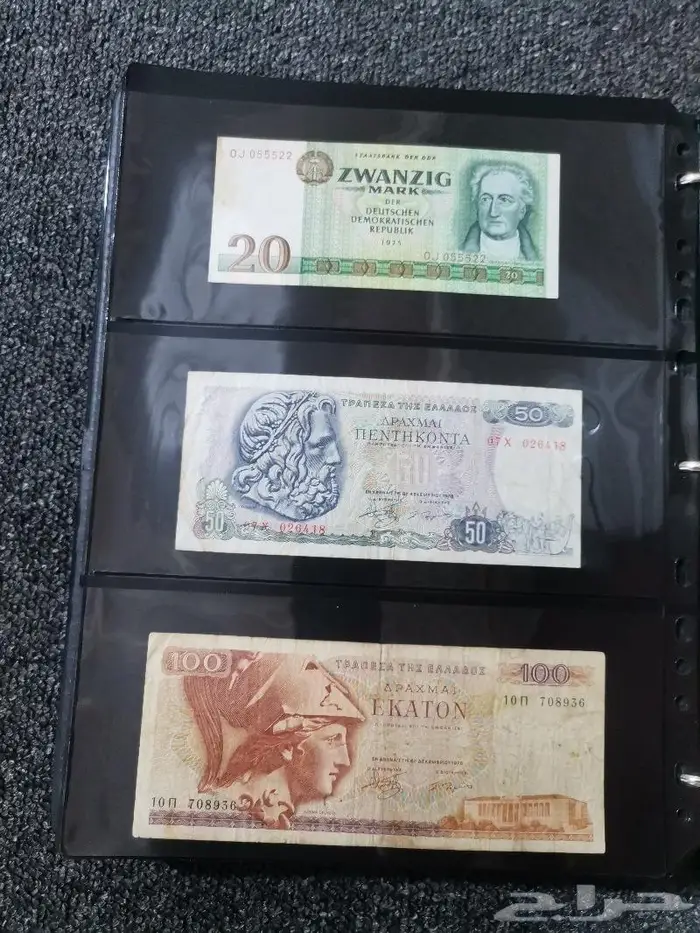 OJ 055522
STAATSBANK DER DDR
ZWANZIG
MARK
DER
DEUTSCHEN
DEMOKRATISCHEN
REPUBLIK
1975
OJ 055522
20
20
ΤΡΑΠΕΖΑ ΤΗΣ ΕΛΛΑΔΟΣ
50
ΔΡΑΧΜΑΙ
ΠΕΝΤΗΚΟΝΤΑ
07Χ 026418
50
50
07Χ 026418
50
100
ΤΡΑΠΕΖΑ ΤΗΣ ΕΛΛΑΔΟΣ
100
ΔΡΑΧΜΑΙ
ΕΚΑΤΟΝ
10Π 708936
10Π 708936
حراج